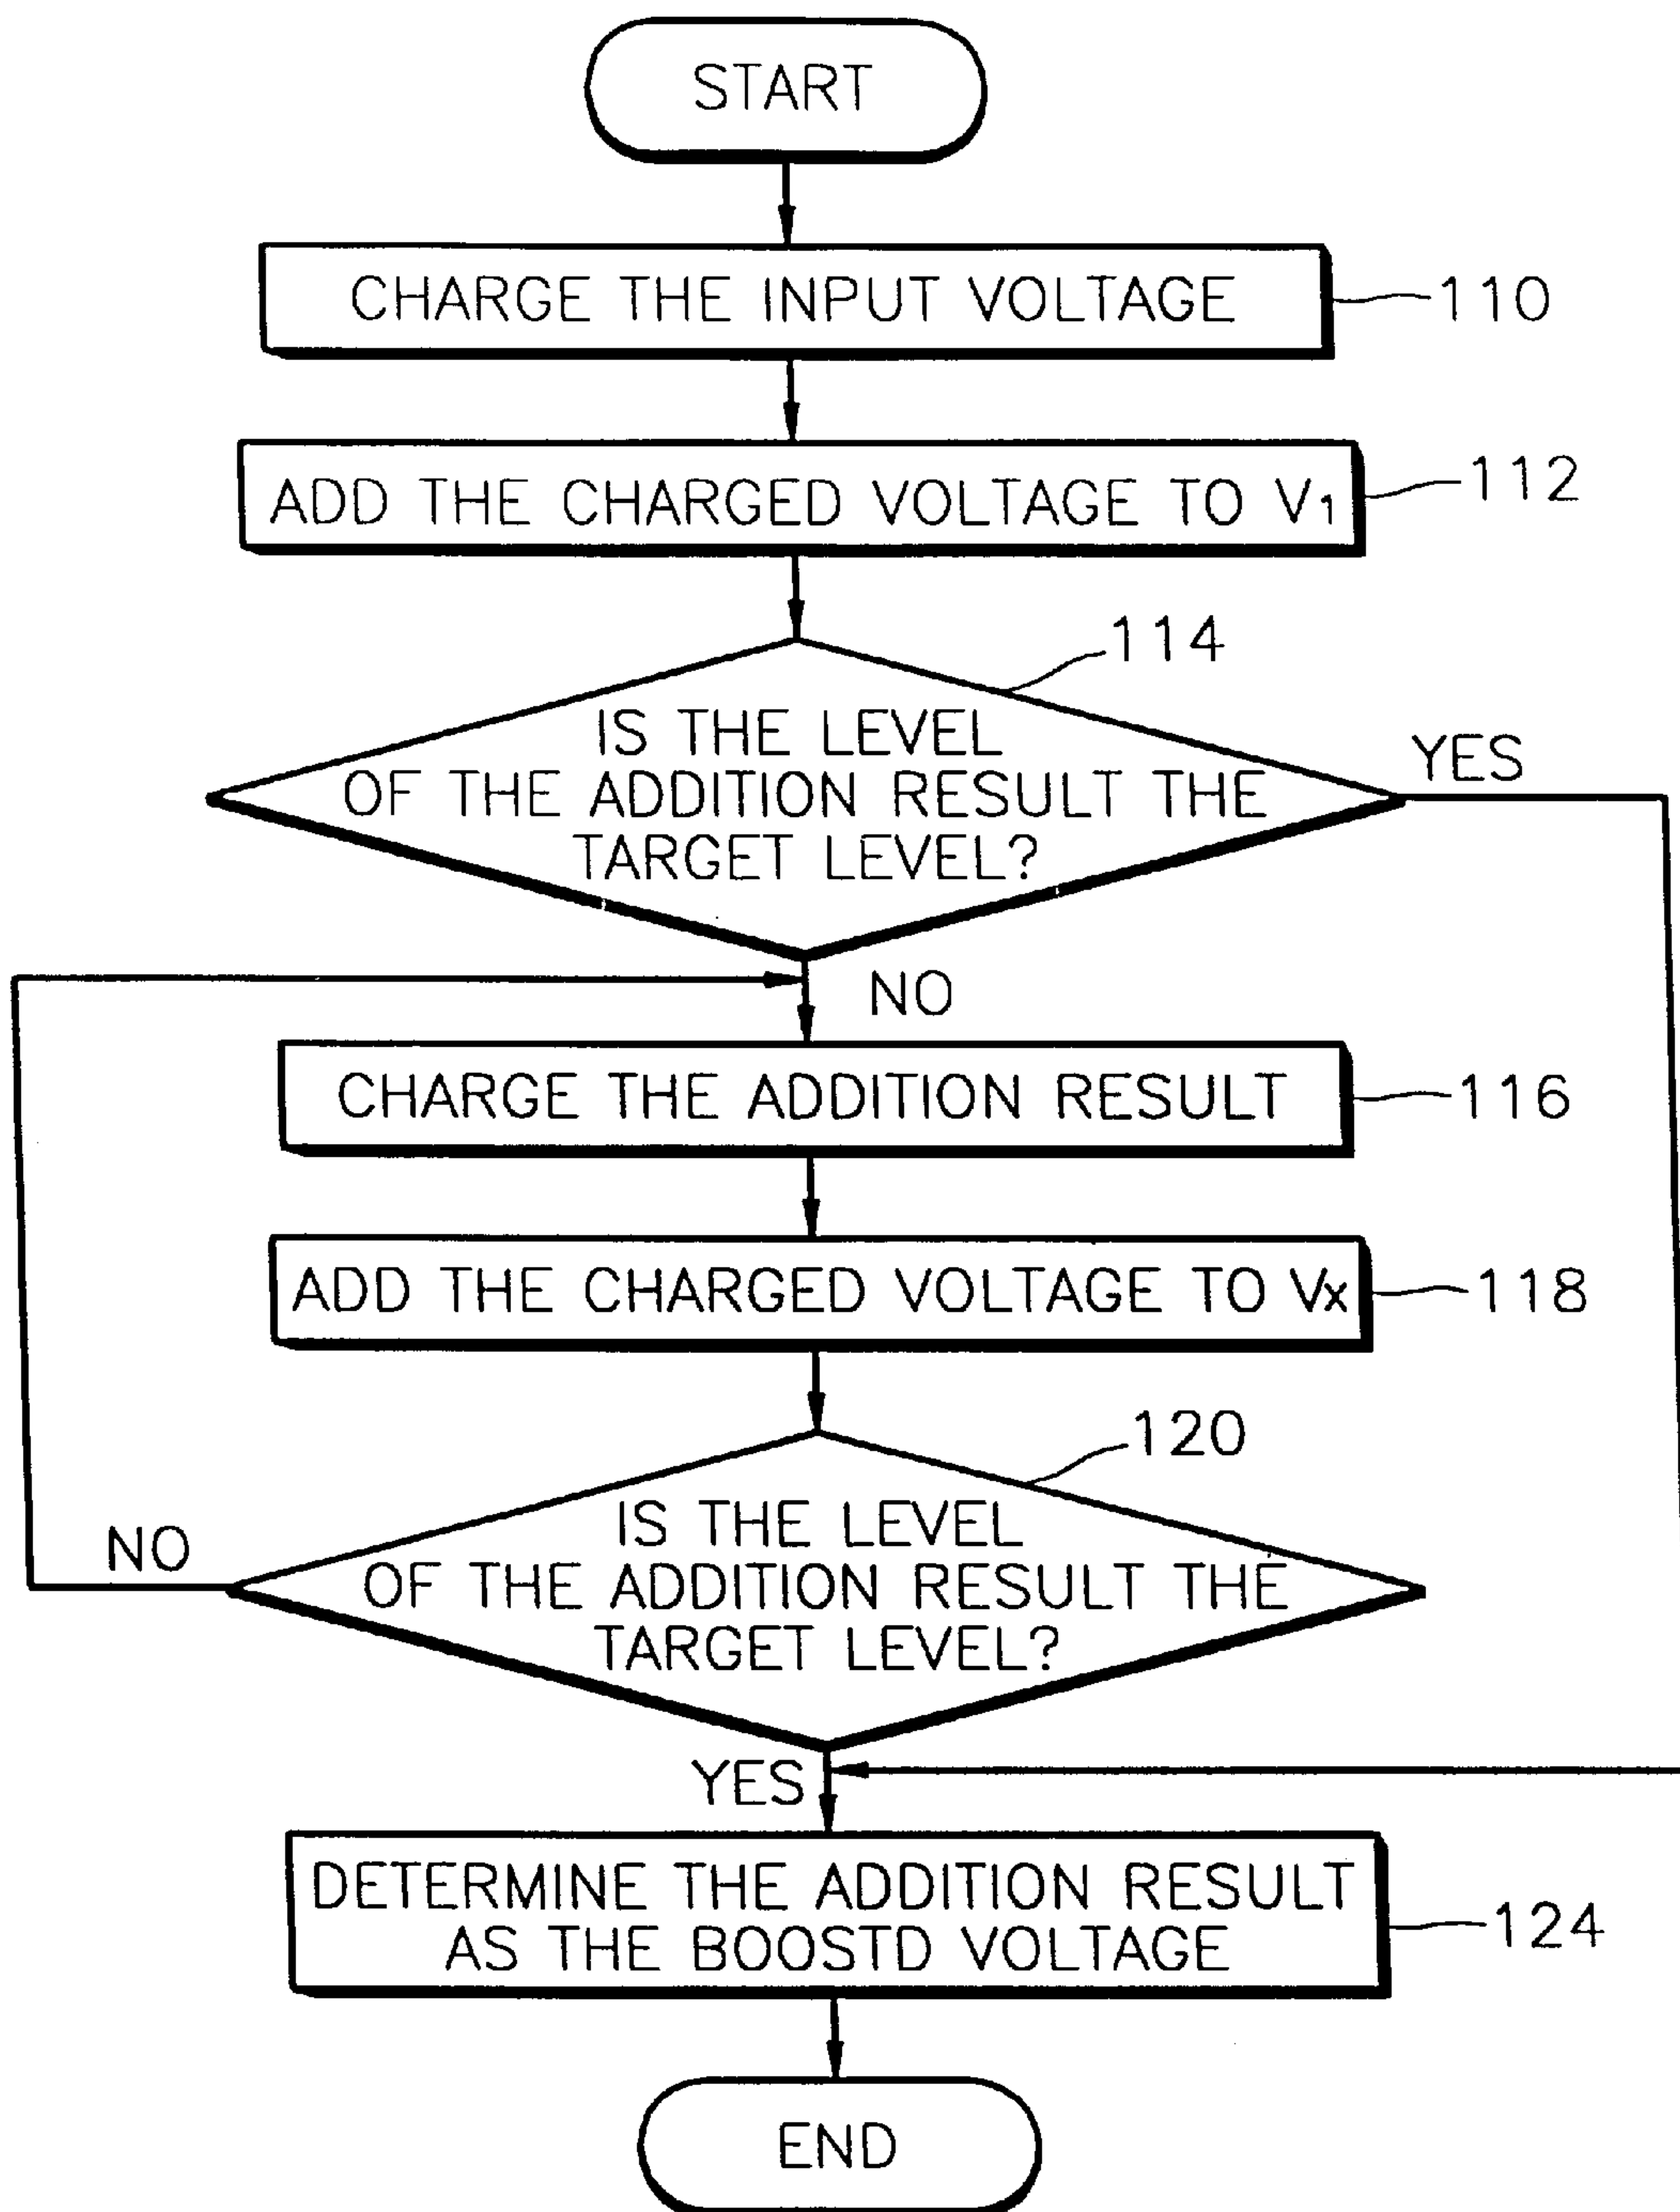 START
CHARGE THE INPUT VOLTAGE
110
ADD THE CHARGED VOLTAGE TO V1
112
114
IS THE LEVEL
OF THE ADDITION RESULT THE
TARGET LEVEL?
YES
NO
CHARGE THE ADDITION RESULT
116
ADD THE CHARGED VOLTAGE TO Vx
118
120
IS THE LEVEL
OF THE ADDITION RESULT THE
TARGET LEVEL?
NO
YES
DETERMINE THE ADDITION RESULT
AS THE BOOSTD VOLTAGE
124
END